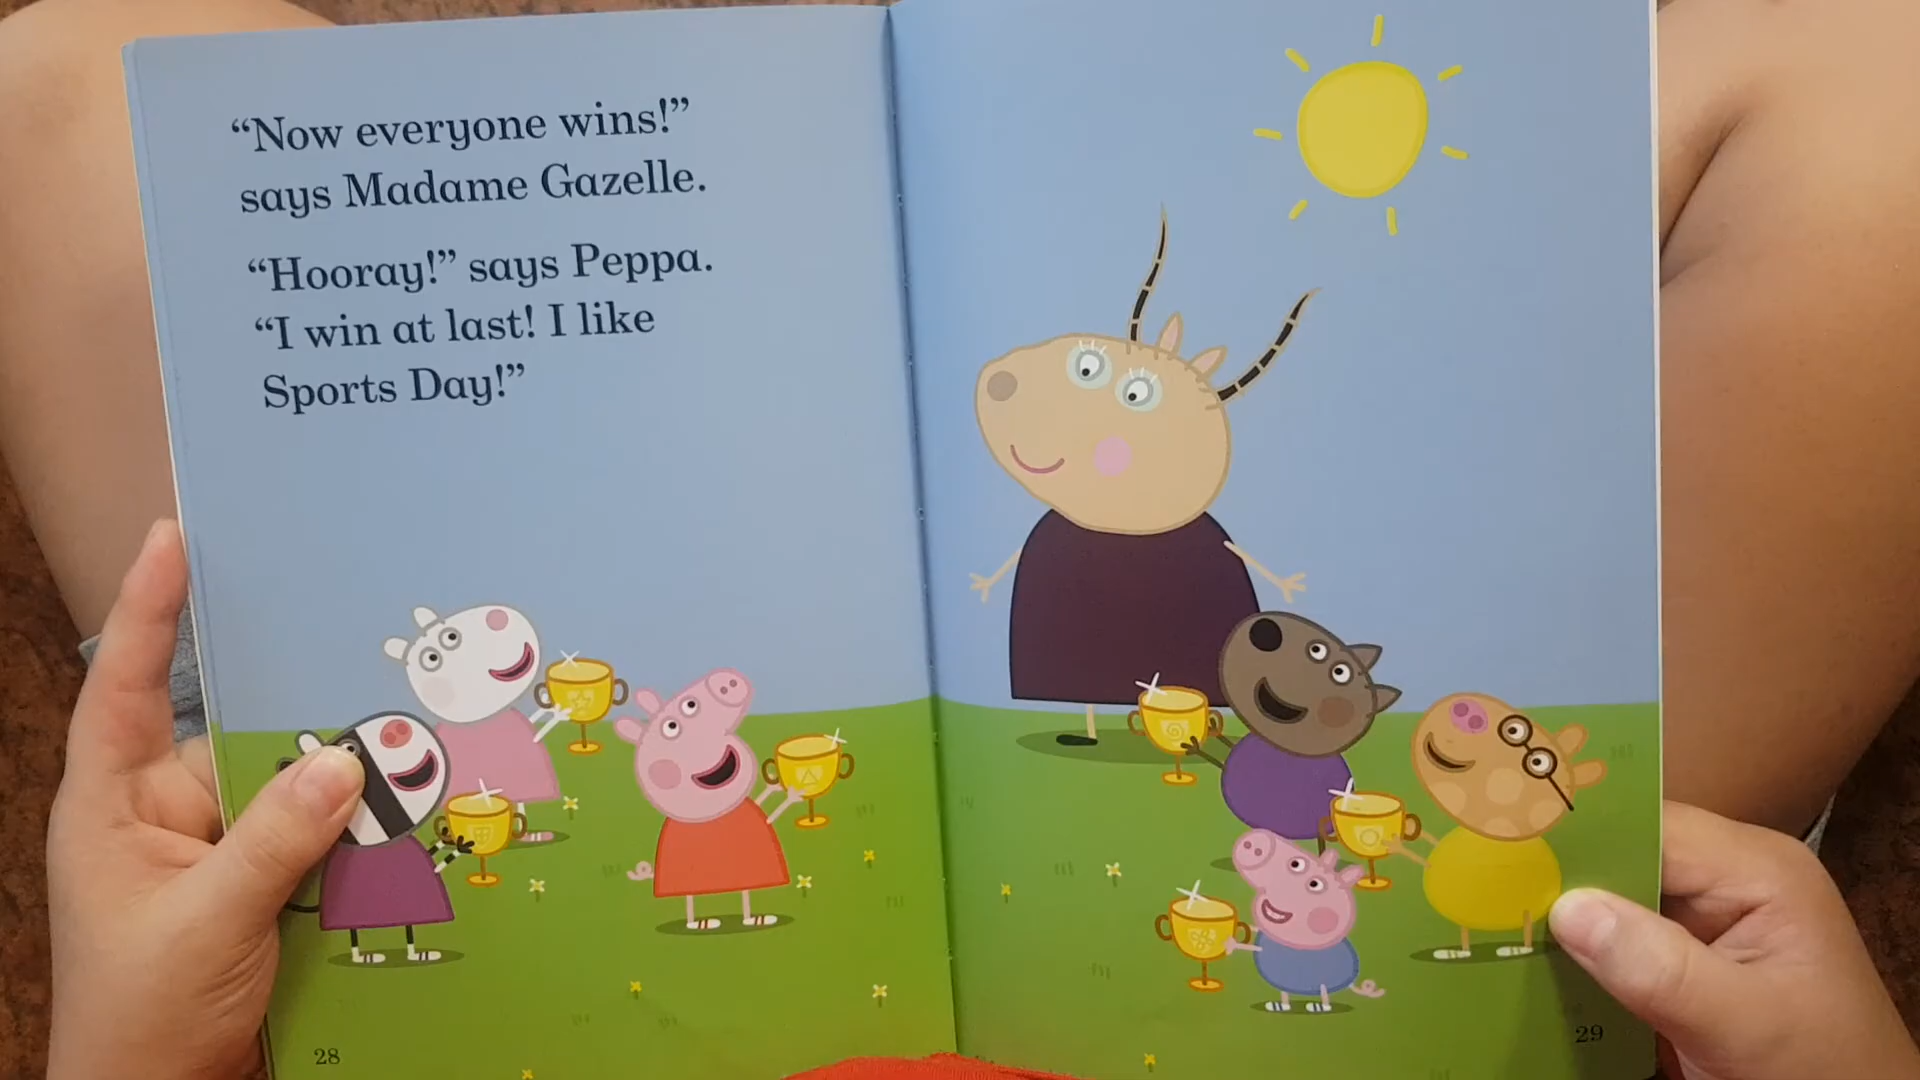 “Now everyone wins!”
says Madame Gazelle.
“Hooray!” says Peppa.
“I win at last! I like
Sports Day!”
28
29